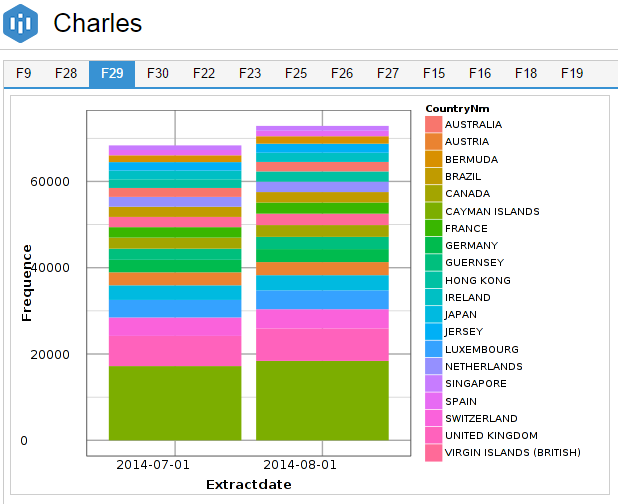 Charles
F9 F28 F29 F30 F22 F23 F25 F26 F27 F15 F16 F18 F19
CountryNm
AUSTRALIA
AUSTRIA
BERMUDA
BRAZIL
CANADA
CAYMAN ISLANDS
FRANCE
GERMANY
GUERNSEY
HONG KONG
IRELAND
JAPAN
JERSEY
LUXEMBOURG
NETHERLANDS
SINGAPORE
SPAIN
SWITZERLAND
UNITED KINGDOM
VIRGIN ISLANDS (BRITISH)
Frequence
60000
40000
20000
0
2014-07-01 2014-08-01
Extractdate